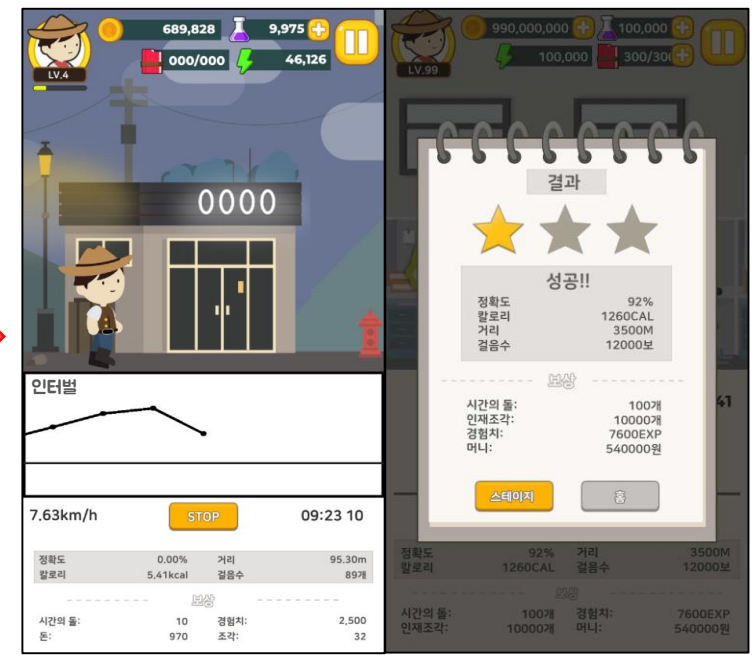 689,828 9,975
000/000 46,126
LV.4
0000
인터벌
7.63km/h STOP 09:23 10
정확도 0.00% 거리 95.30m
칼로리 5.41kcal 걸음수 89개
보상
시간의 돌: 10 경험치: 2,500
돈: 970 조각: 32
990,000,000 100,000
100,000 300/300
LV.99
결과
성공!!
정확도 92%
칼로리 1260CAL
거리 3500M
걸음수 12000보
보상
시간의 돌: 100개
인재조각: 10000개
경험치: 7600EXP
머니: 540000원
스테이지 홈
41
정확도 92% 거리 3500M
칼로리 1260CAL 걸음수 12000보
보상
시간의 돌: 100개 경험치: 7600EXP
인재조각: 10000개 머니: 540000원